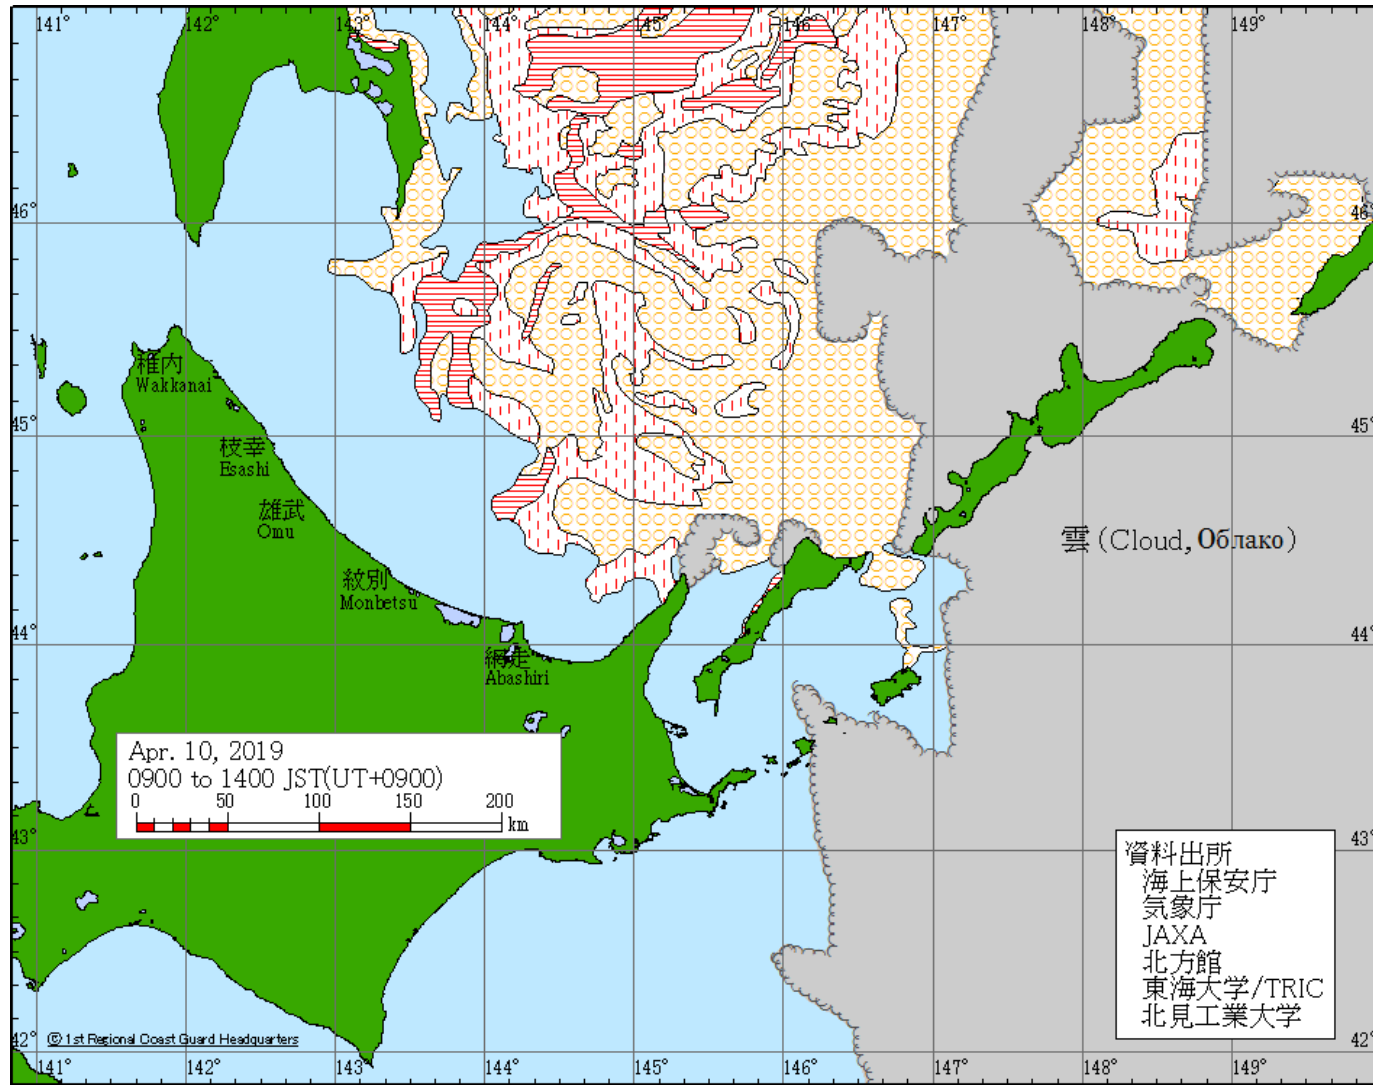 141° 142° 143° 144° 145° 146° 147° 148° 149°
46° 46°
稚内
Wakkanai
45° 45°
枝幸
Esashi
雄武
Omu
雲 (Cloud, Облако)
紋別
Monbetsu
44° 44°
網走
Abashiri
Apr. 10, 2019
0900 to 1400 JST(UT+0900)
0 50 100 150 200
km
43° 43°
資料出所
海上保安庁
気象庁
JAXA
北方館
東海大学/TRIC
北見工業大学
42° 42°
© 1st Regional Coast Guard Headquarters
141° 142° 143° 144° 145° 146° 147° 148° 149°